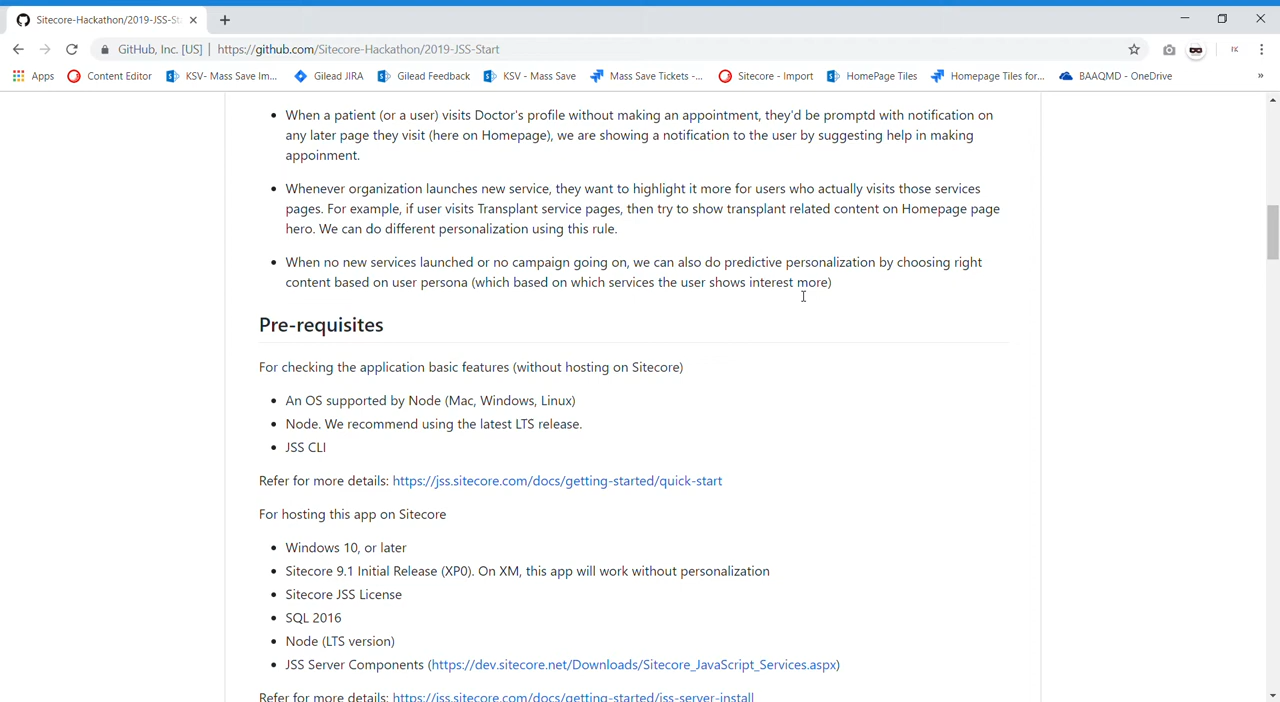 Sitecore-Hackathon/2019-JSS-St
GitHub, Inc. [US] | https://github.com/Sitecore-Hackathon/2019-JSS-Start
Apps Content Editor KSV- Mass Save Im... Gilead JIRA Gilead Feedback KSV - Mass Save Mass Save Tickets -... Sitecore - Import HomePage Tiles Homepage Tiles for... BAAQMD - OneDrive »
• When a patient (or a user) visits Doctor's profile without making an appointment, they'd be promptd with notification on
any later page they visit (here on Homepage), we are showing a notification to the user by suggesting help in making
appoinment.
• Whenever organization launches new service, they want to highlight it more for users who actually visits those services
pages. For example, if user visits Transplant service pages, then try to show transplant related content on Homepage page
hero. We can do different personalization using this rule.
• When no new services launched or no campaign going on, we can also do predictive personalization by choosing right
content based on user persona (which based on which services the user shows interest more)
Pre-requisites
For checking the application basic features (without hosting on Sitecore)
• An OS supported by Node (Mac, Windows, Linux)
• Node. We recommend using the latest LTS release.
• JSS CLI
Refer for more details: https://jss.sitecore.com/docs/getting-started/quick-start
For hosting this app on Sitecore
• Windows 10, or later
• Sitecore 9.1 Initial Release (XP0). On XM, this app will work without personalization
• Sitecore JSS License
• SQL 2016
• Node (LTS version)
• JSS Server Components (https://dev.sitecore.net/Downloads/Sitecore_JavaScript_Services.aspx)
Refer for more details: https://jss.sitecore.com/docs/getting-started/jss-server-install